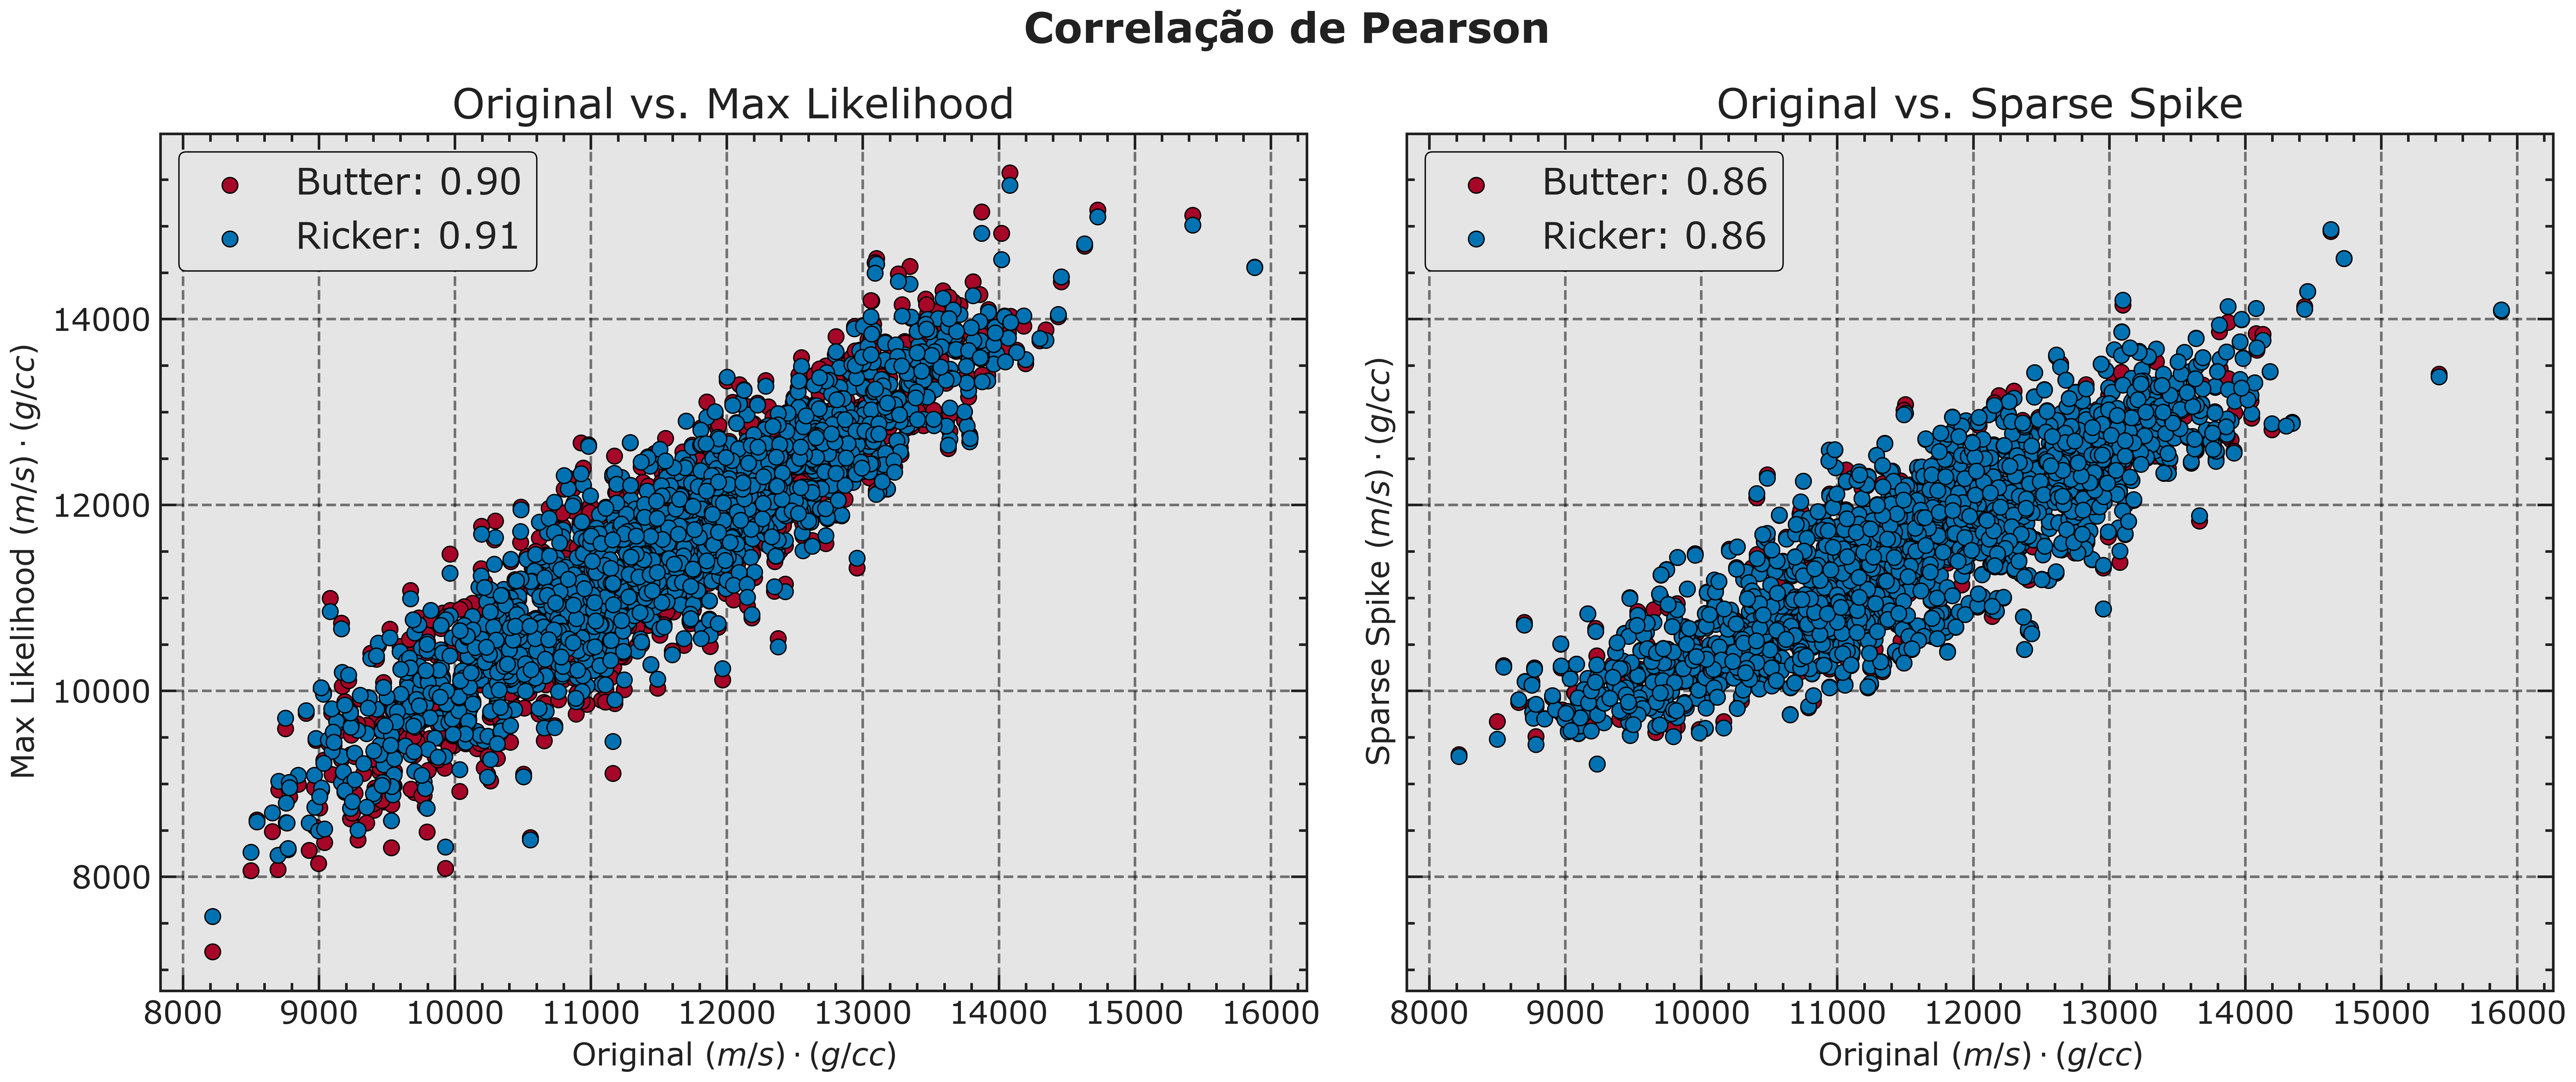 Correlação de Pearson
Original vs. Max Likelihood
Butter: 0.90
Ricker: 0.91
Max Likelihood (m/s) · (g/cc)
14000
12000
10000
8000
8000 9000 10000 11000 12000 13000 14000 15000 16000
Original (m/s) · (g/cc)
Original vs. Sparse Spike
Butter: 0.86
Ricker: 0.86
Sparse Spike (m/s) · (g/cc)
8000 9000 10000 11000 12000 13000 14000 15000 16000
Original (m/s) · (g/cc)